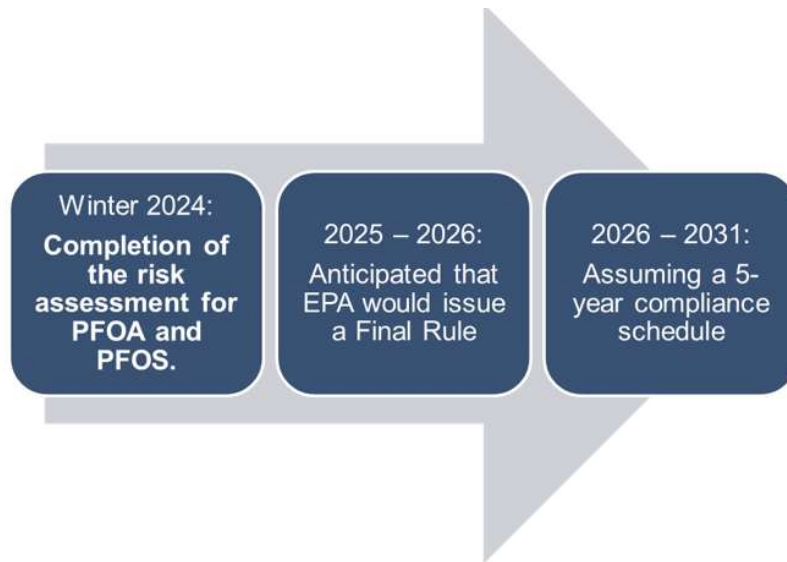 Winter 2024:
Completion of
the risk
assessment for
PFOA and
PFOS.
2025 – 2026:
Anticipated that
EPA would issue
a Final Rule
2026 – 2031:
Assuming a 5-
year compliance
schedule